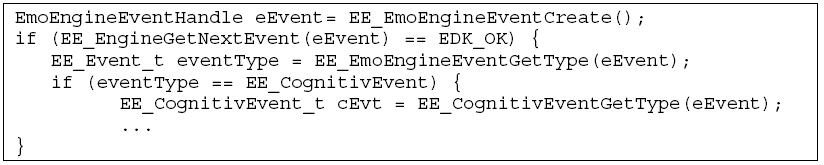 EmoEngineEventHandle eEvent= EE_EmoEngineEventCreate();
if (EE_EngineGetNextEvent(eEvent) == EDK_OK) {
    EE_Event_t eventType = EE_EmoEngineEventGetType(eEvent);
    if (eventType == EE_CognitivEvent) {
        EE_CognitivEvent_t cEvt = EE_CognitivEventGetType(eEvent);
        ...
}